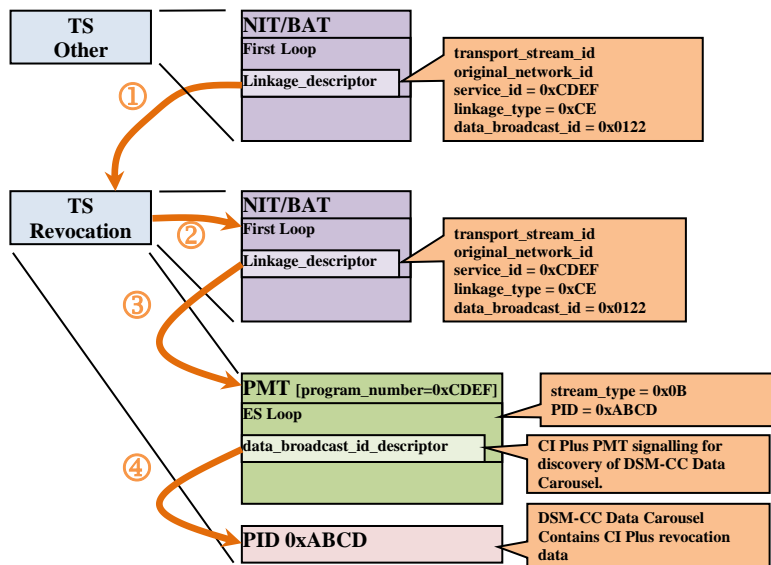 TS
Other
NIT/BAT
First Loop
Linkage_descriptor
transport_stream_id
original_network_id
service_id = 0xCDEF
linkage_type = 0xCE
data_broadcast_id = 0x0122
①
TS
Revocation
②
NIT/BAT
First Loop
Linkage_descriptor
transport_stream_id
original_network_id
service_id = 0xCDEF
linkage_type = 0xCE
data_broadcast_id = 0x0122
③
PMT [program_number=0xCDEF]
ES Loop
data_broadcast_id_descriptor
stream_type = 0x0B
PID = 0xABCD
CI Plus PMT signalling for
discovery of DSM-CC Data
Carousel.
④
PID 0xABCD
DSM-CC Data Carousel
Contains CI Plus revocation
data